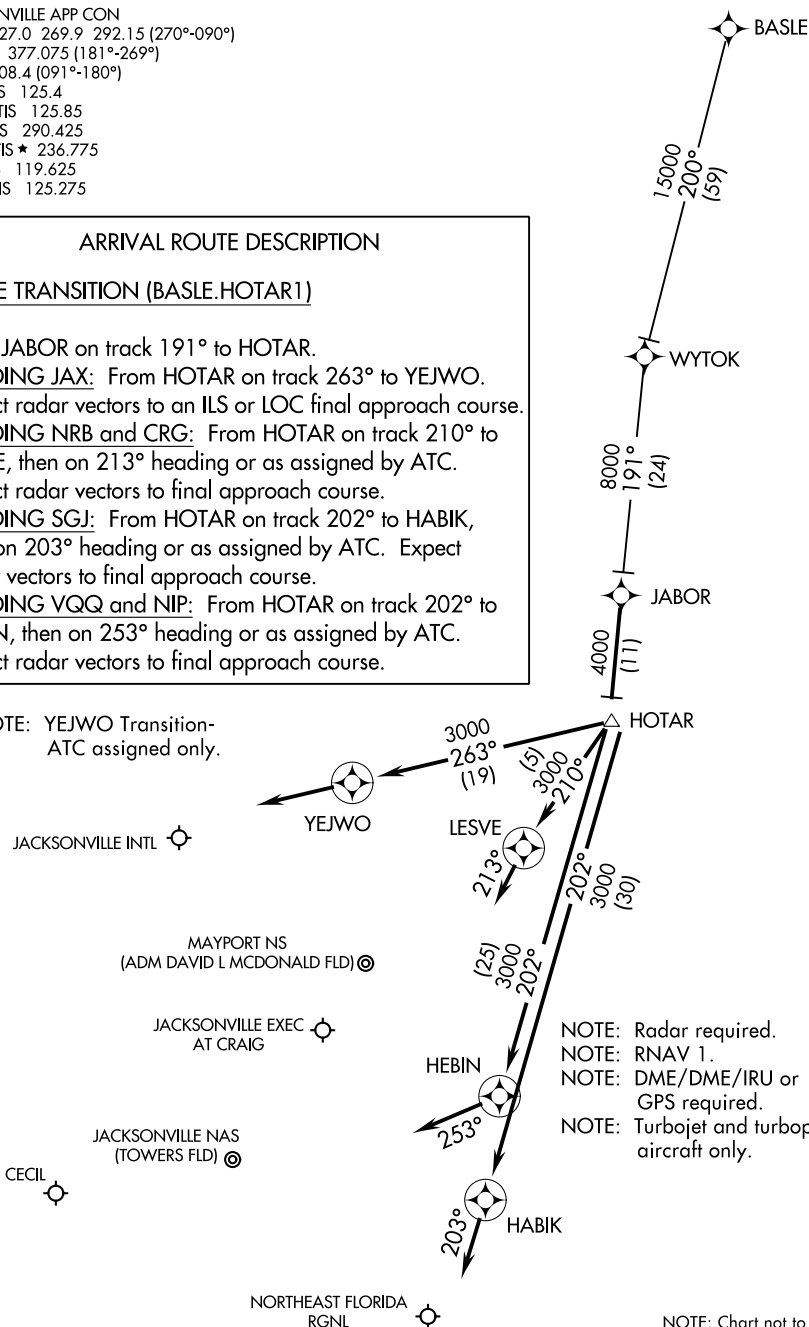 NVILLE APP CON
27.0 269.9 292.15 (270°-090°)
377.075 (181°-269°)
08.4 (091°-180°)
S 125.4
TIS 125.85
S 290.425
TIS ★ 236.775
119.625
IS 125.275
BASLE
15000
200°
(59)
ARRIVAL ROUTE DESCRIPTION
E TRANSITION (BASLE.HOTAR1)
JABOR on track 191° to HOTAR.
DING JAX: From HOTAR on track 263° to YEJWO.
ct radar vectors to an ILS or LOC final approach course.
DING NRB and CRG: From HOTAR on track 210° to
E, then on 213° heading or as assigned by ATC.
ct radar vectors to final approach course.
DING SGJ: From HOTAR on track 202° to HABIK,
on 203° heading or as assigned by ATC. Expect
vectors to final approach course.
DING VQQ and NIP: From HOTAR on track 202° to
N, then on 253° heading or as assigned by ATC.
ct radar vectors to final approach course.
WYTOK
8000
191°
(24)
JABOR
4000
(11)
HOTAR
OTE: YEJWO Transition-
ATC assigned only.
3000
263°
(19)
(5)
3000
210°
YEJWO
LESVE
213°
JACKSONVILLE INTL
202°
3000
(30)
(25)
3000
202°
MAYPORT NS
(ADM DAVID L MCDONALD FLD)
JACKSONVILLE EXEC
AT CRAIG
NOTE: Radar required.
NOTE: RNAV 1.
NOTE: DME/DME/IRU or
GPS required.
NOTE: Turbojet and turbop
aircraft only.
HEBIN
253°
JACKSONVILLE NAS
(TOWERS FLD)
CECIL
HABIK
203°
NORTHEAST FLORIDA
RGNL
NOTE: Chart not to